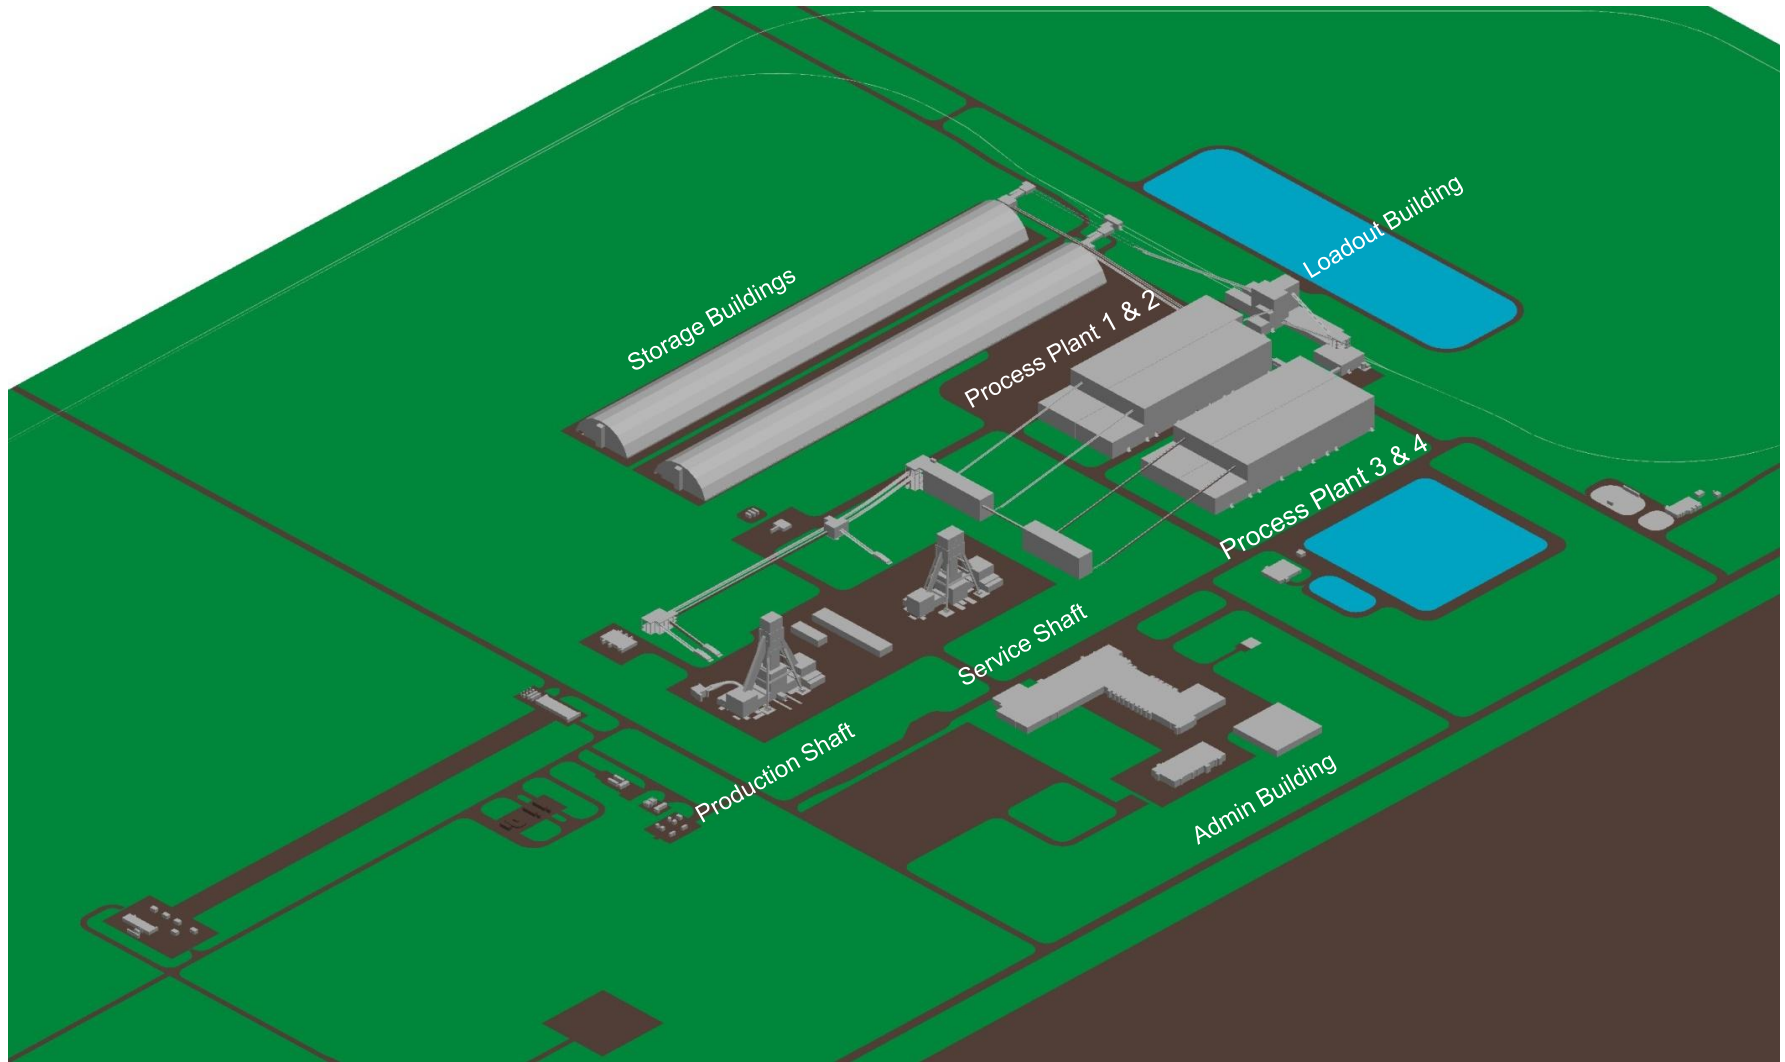 Loadout Building
Storage Buildings
Process Plant 1 & 2
Process Plant 3 & 4
Service Shaft
Production Shaft
Admin Building